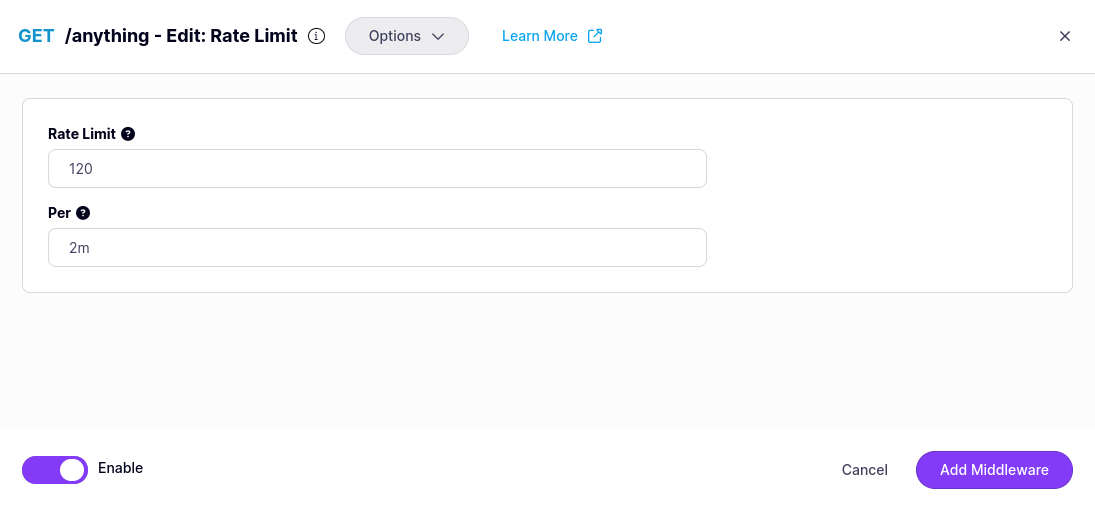 GET /anything - Edit: Rate Limit Options Learn More
Rate Limit
120
Per
2m
Enable Cancel Add Middleware